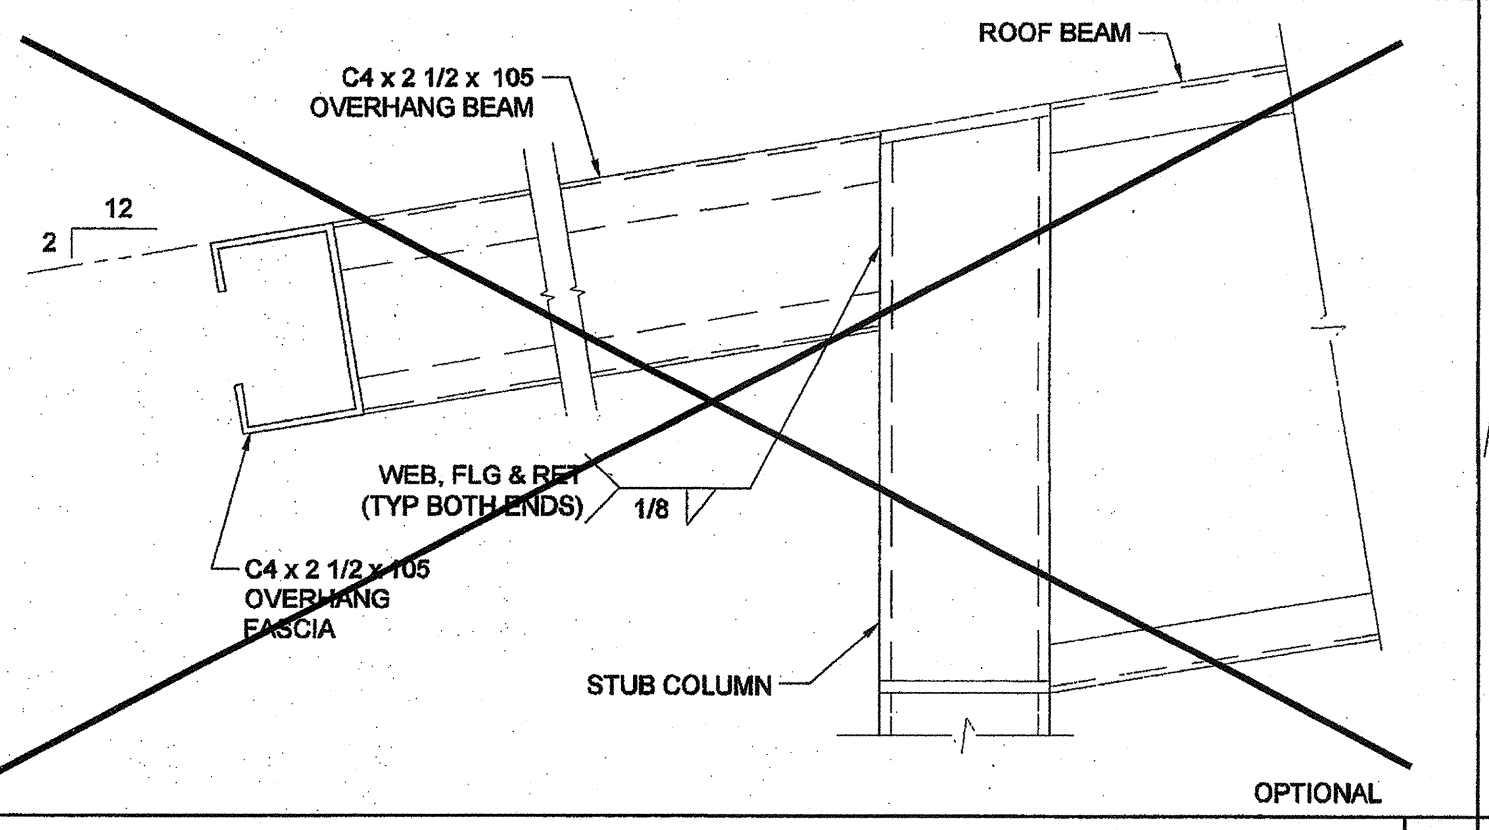 ROOF BEAM
C4 x 2 1/2 x 105
OVERHANG BEAM
12
2
WEB, FLG & RET
(TYP BOTH ENDS)
1/8
C4 x 2 1/2 x 105
OVERHANG
FASCIA
STUB COLUMN
OPTIONAL